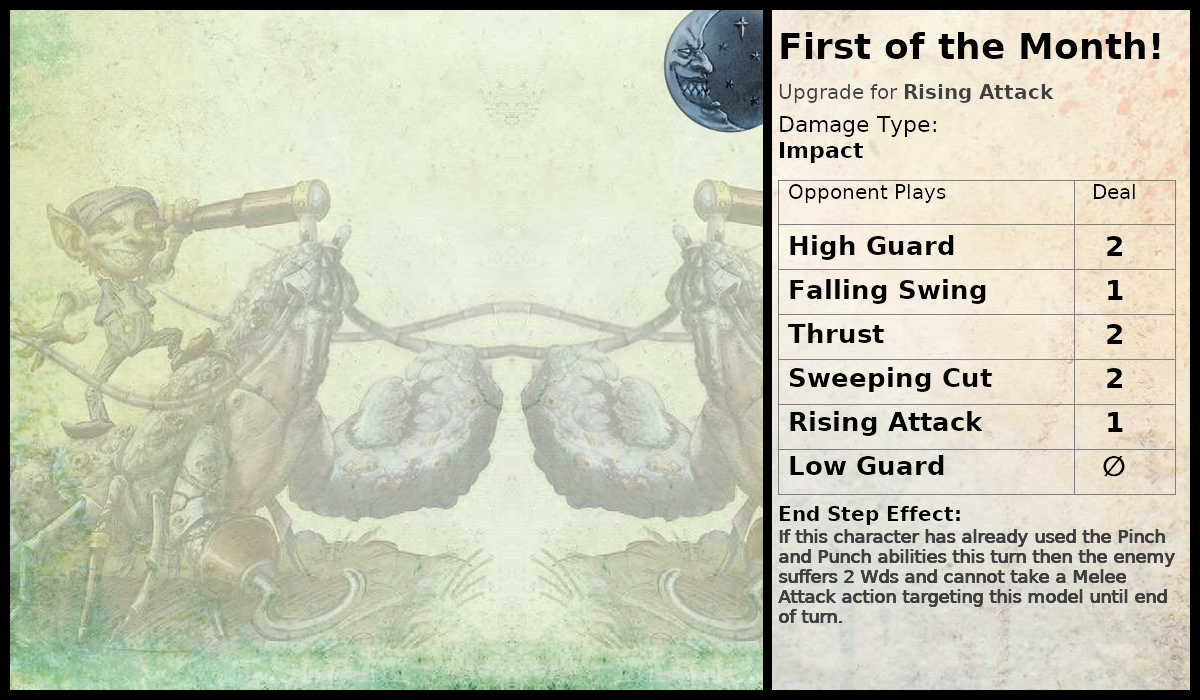 First of the Month!
Upgrade for Rising Attack
Damage Type:
Impact
Opponent Plays Deal
High Guard 2
Falling Swing 1
Thrust 2
Sweeping Cut 2
Rising Attack 1
Low Guard ∅
End Step Effect:
If this character has already used the Pinch
and Punch abilities this turn then the enemy
suffers 2 Wds and cannot take a Melee
Attack action targeting this model until end
of turn.